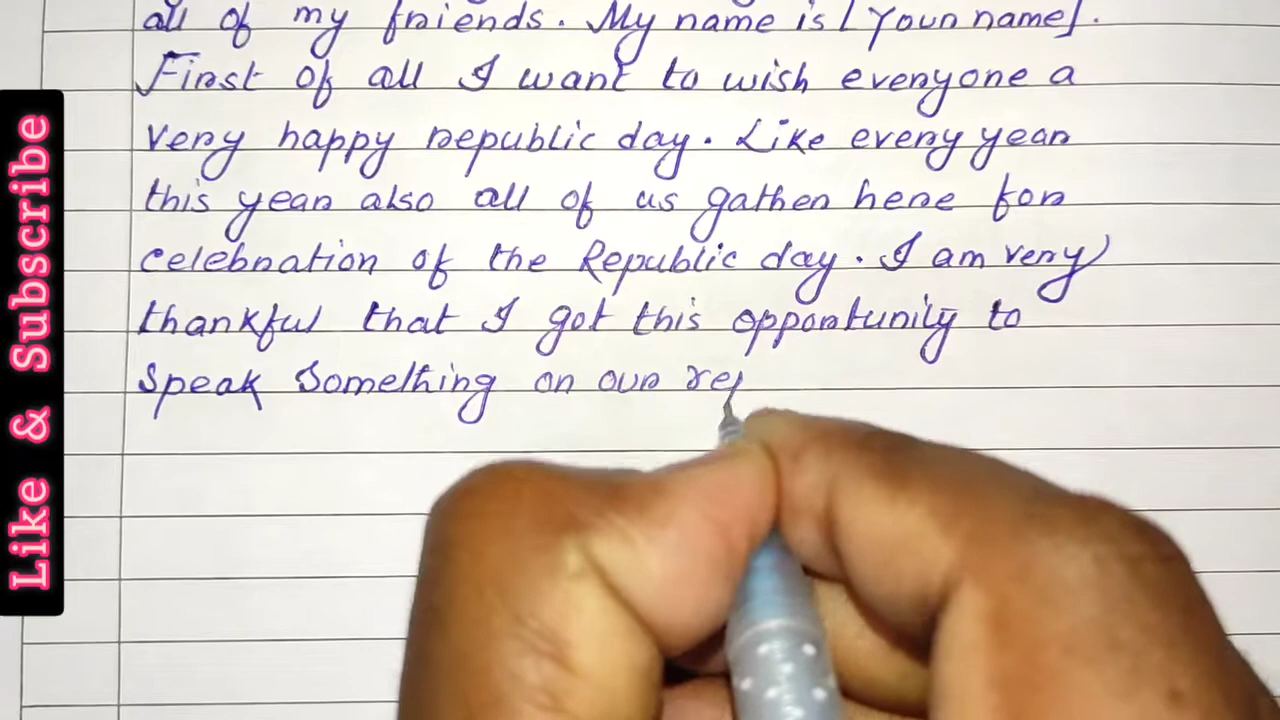 all of my friends. My name is [Your name].
First of all I want to wish everyone a
very happy republic day. Like every year
this year also all of us gather here for
celebration of the Republic day. I am very
thankful that I got this opportunity to
speak something on our rep
Like & Subscribe